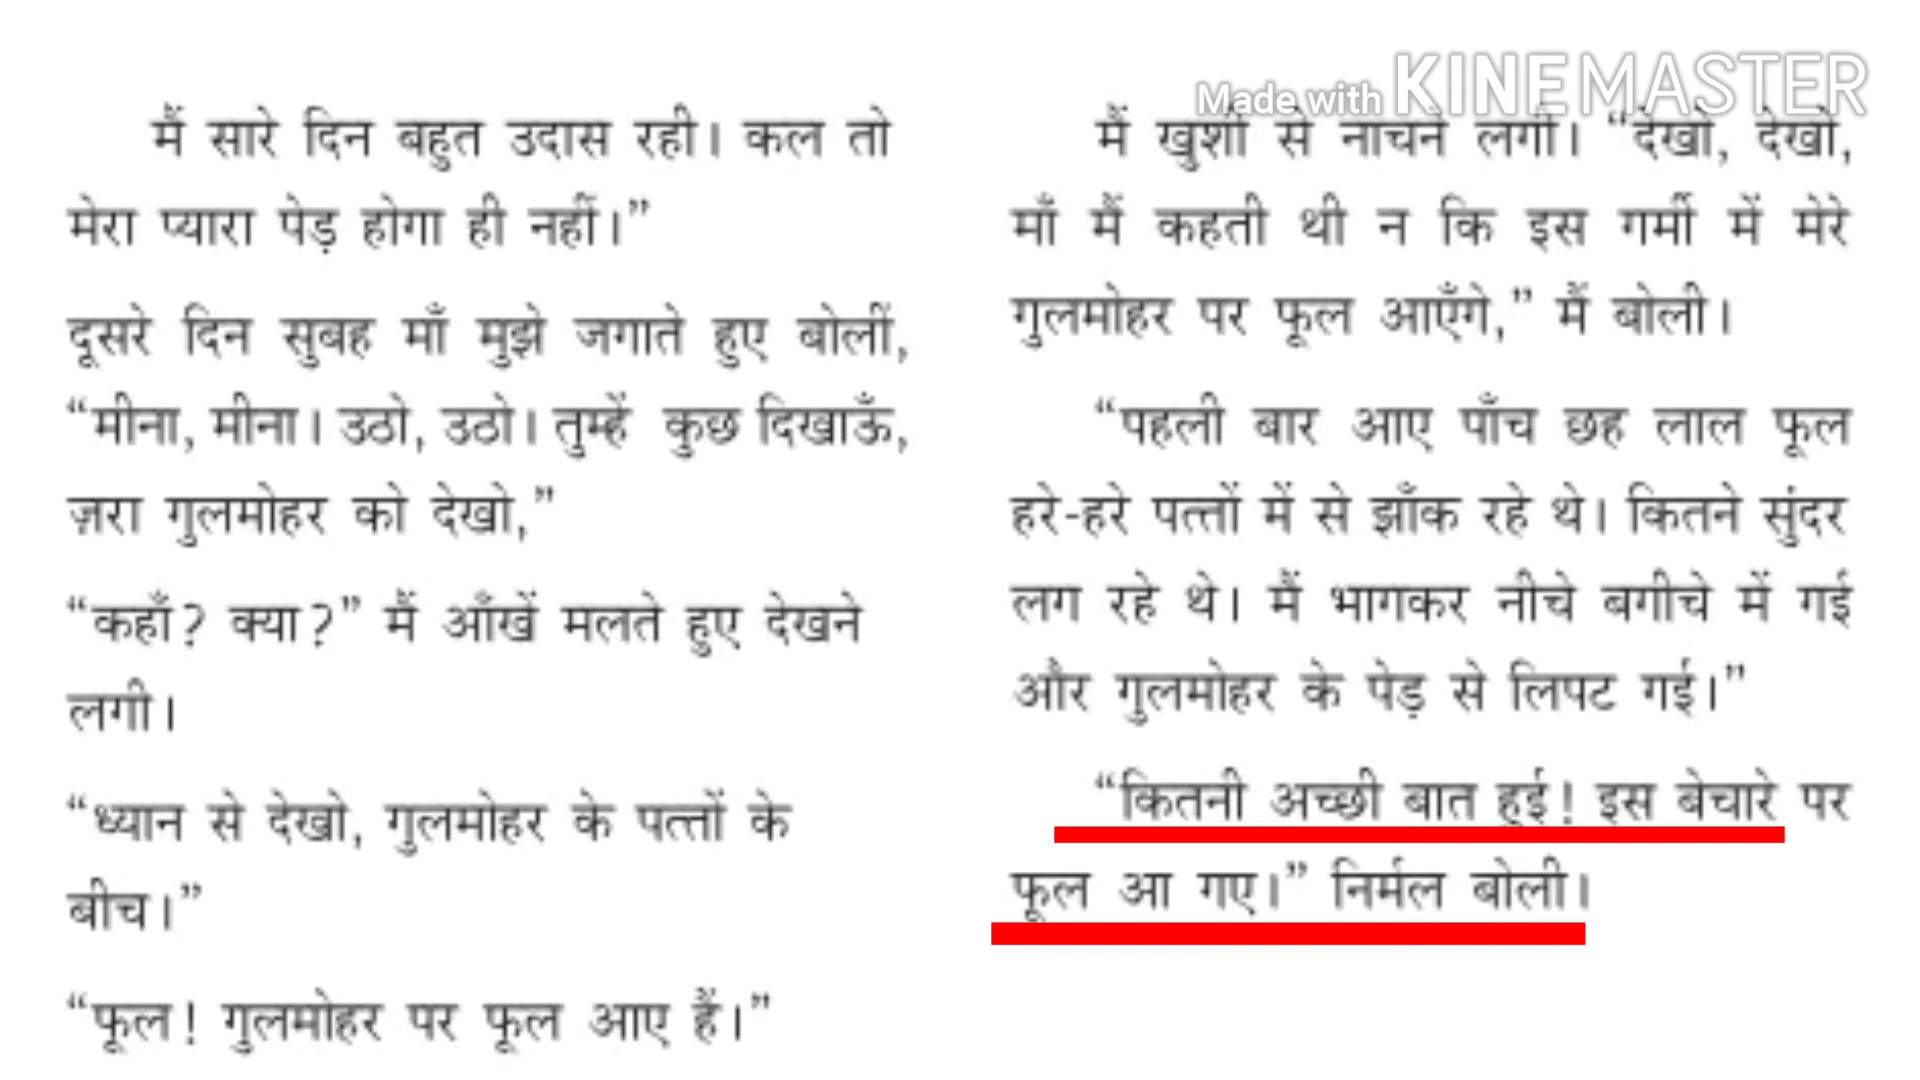 मैं सारे दिन बहुत उदास रही। कल तो
मेरा प्यारा पेड़ होगा ही नहीं।”
दूसरे दिन सुबह माँ मुझे जगाते हुए बोलीं,
“मीना, मीना। उठो, उठो। तुम्हें कुछ दिखाऊँ,
ज़रा गुलमोहर को देखो,”
“कहाँ? क्या?” मैं आँखें मलते हुए देखने
लगी।
“ध्यान से देखो, गुलमोहर के पत्तों के
बीच।”
“फूल! गुलमोहर पर फूल आए हैं।”
Made with KINEMASTER
मैं खुशी से नाचने लगी। “देखो, देखो,
माँ मैं कहती थी न कि इस गर्मी में मेरे
गुलमोहर पर फूल आएँगे,” मैं बोली।
“पहली बार आए पाँच छह लाल फूल
हरे-हरे पत्तों में से झाँक रहे थे। कितने सुंदर
लग रहे थे। मैं भागकर नीचे बगीचे में गई
और गुलमोहर के पेड़ से लिपट गई।”
“कितनी अच्छी बात हुई! इस बेचारे पर
फूल आ गए।” निर्मल बोली।